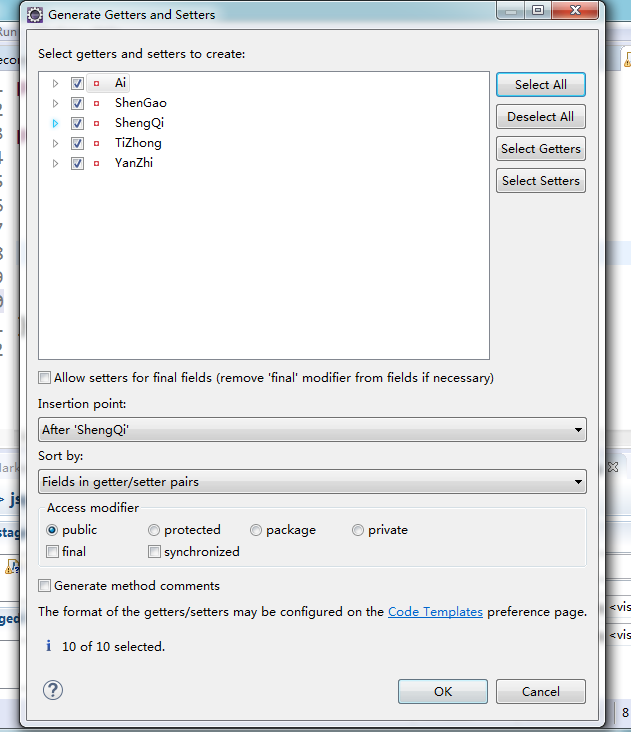 Generate Getters and Setters
Select getters and setters to create:
Ai
ShenGao
ShengQi
TiZhong
YanZhi
Select All
Deselect All
Select Getters
Select Setters
Allow setters for final fields (remove 'final' modifier from fields if necessary)
Insertion point:
After 'ShengQi'
Sort by:
Fields in getter/setter pairs
Access modifier
public protected package private
final synchronized
Generate method comments
The format of the getters/setters may be configured on the Code Templates preference page.
i 10 of 10 selected.
?
OK Cancel
<vis
<vis
8